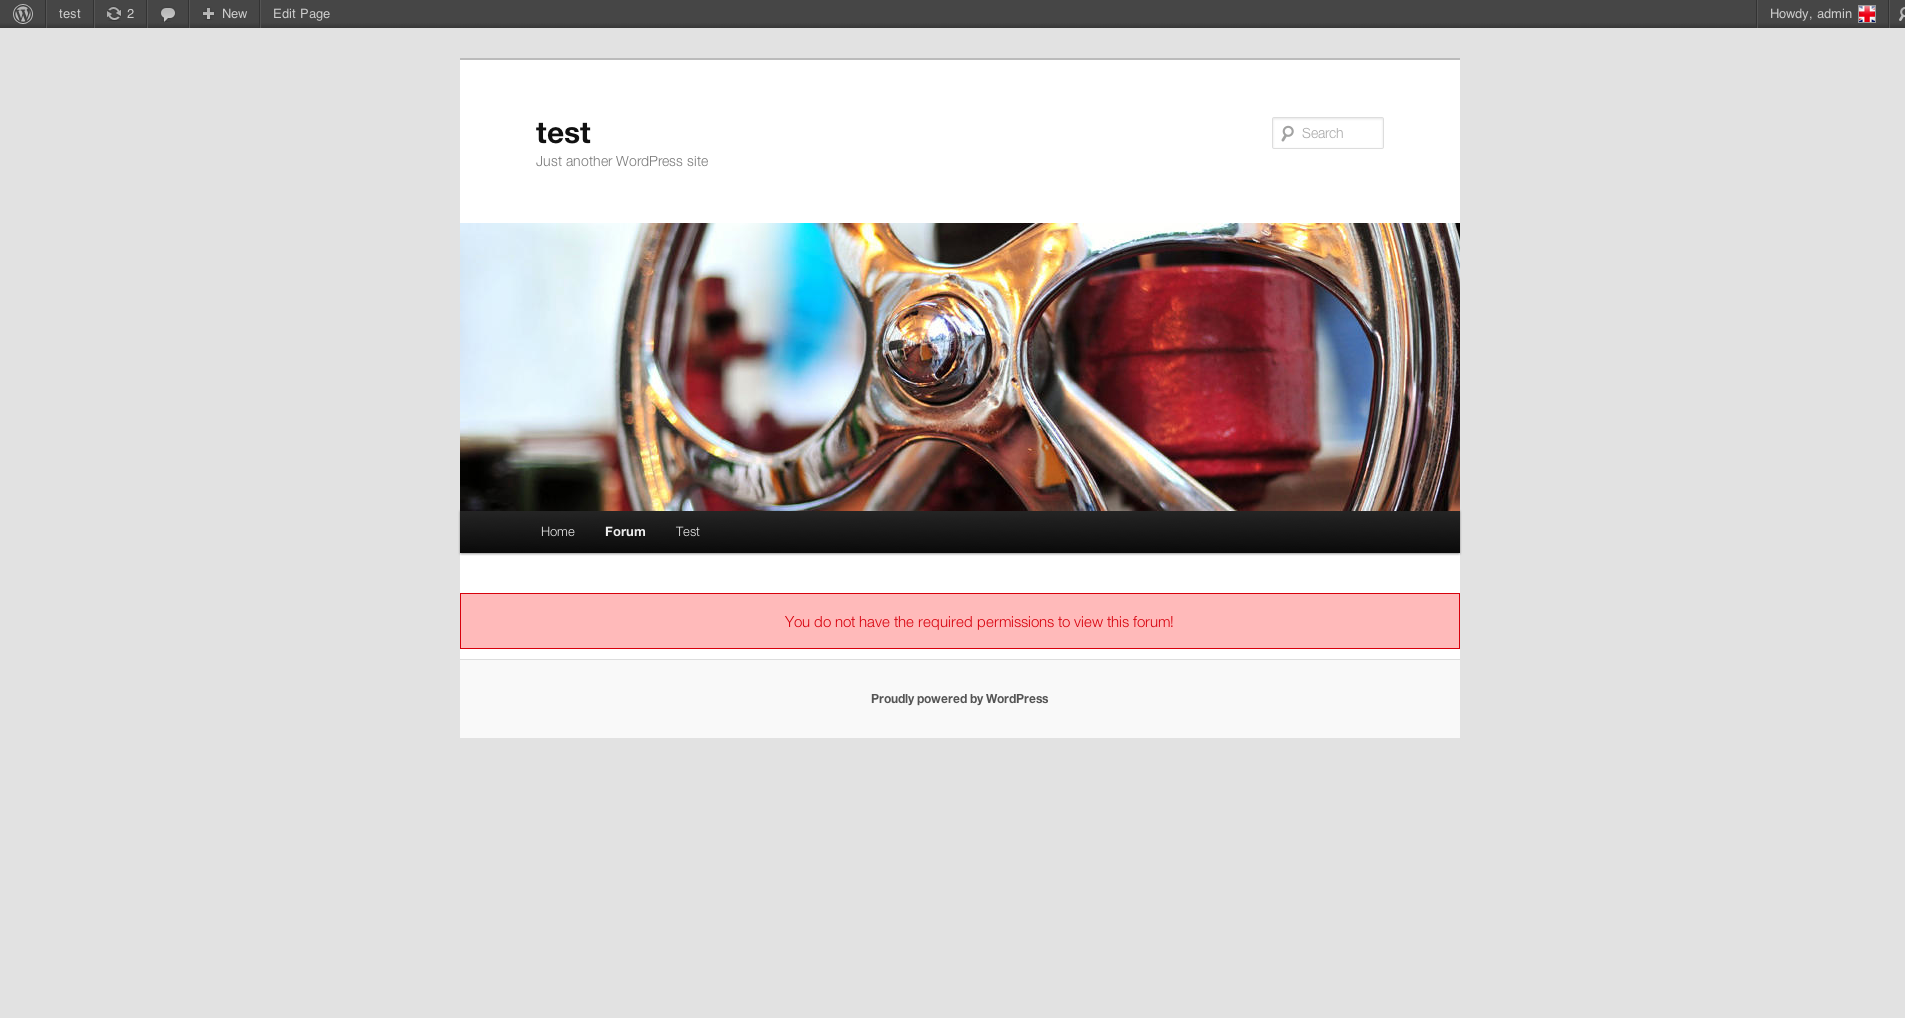 test
2
New
Edit Page
Howdy, admin
test
Just another WordPress site
Search
Home
Forum
Test
You do not have the required permissions to view this forum!
Proudly powered by WordPress